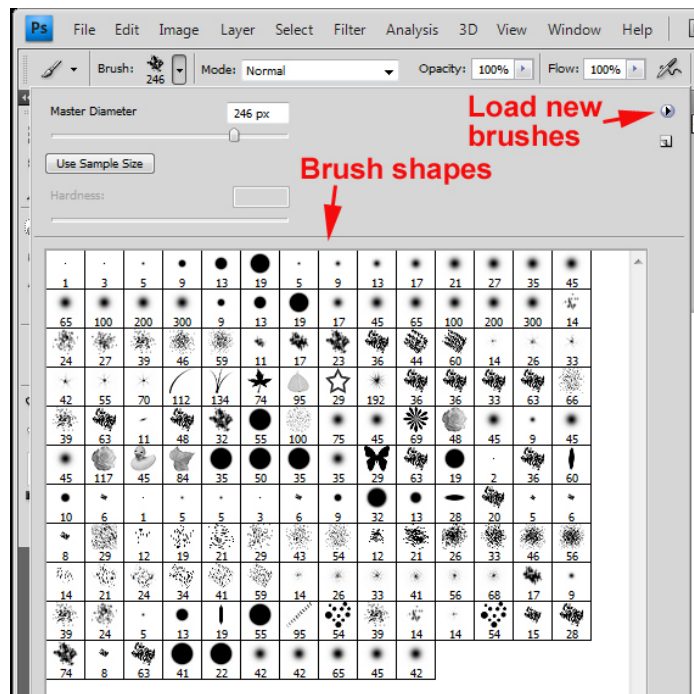 Ps File Edit Image Layer Select Filter Analysis 3D View Window Help
Brush: 246 Mode: Normal Opacity: 100% Flow: 100%
Master Diameter 246 px
Load new
brushes
Use Sample Size
Brush shapes
Hardness:
1 3 5 9 13 19 5 9 13 17 21 27 35 45
65 100 200 300 9 13 19 17 45 65 100 200 300 14
24 27 39 46 59 11 17 23 36 44 60 14 26 33
42 55 70 112 134 74 95 29 192 36 36 33 63 66
39 63 11 48 32 55 100 75 45 69 48 45 9 45
45 117 45 84 35 50 35 35 29 63 19 2 36 60
10 6 1 5 5 3 6 9 32 13 28 20 5 6
8 29 12 19 21 29 43 54 12 21 26 33 46 56
14 21 24 34 41 59 14 26 33 41 56 68 17 9
39 24 5 13 19 55 95 54 39 14 14 54 15 28
74 8 63 41 22 42 42 65 45 42